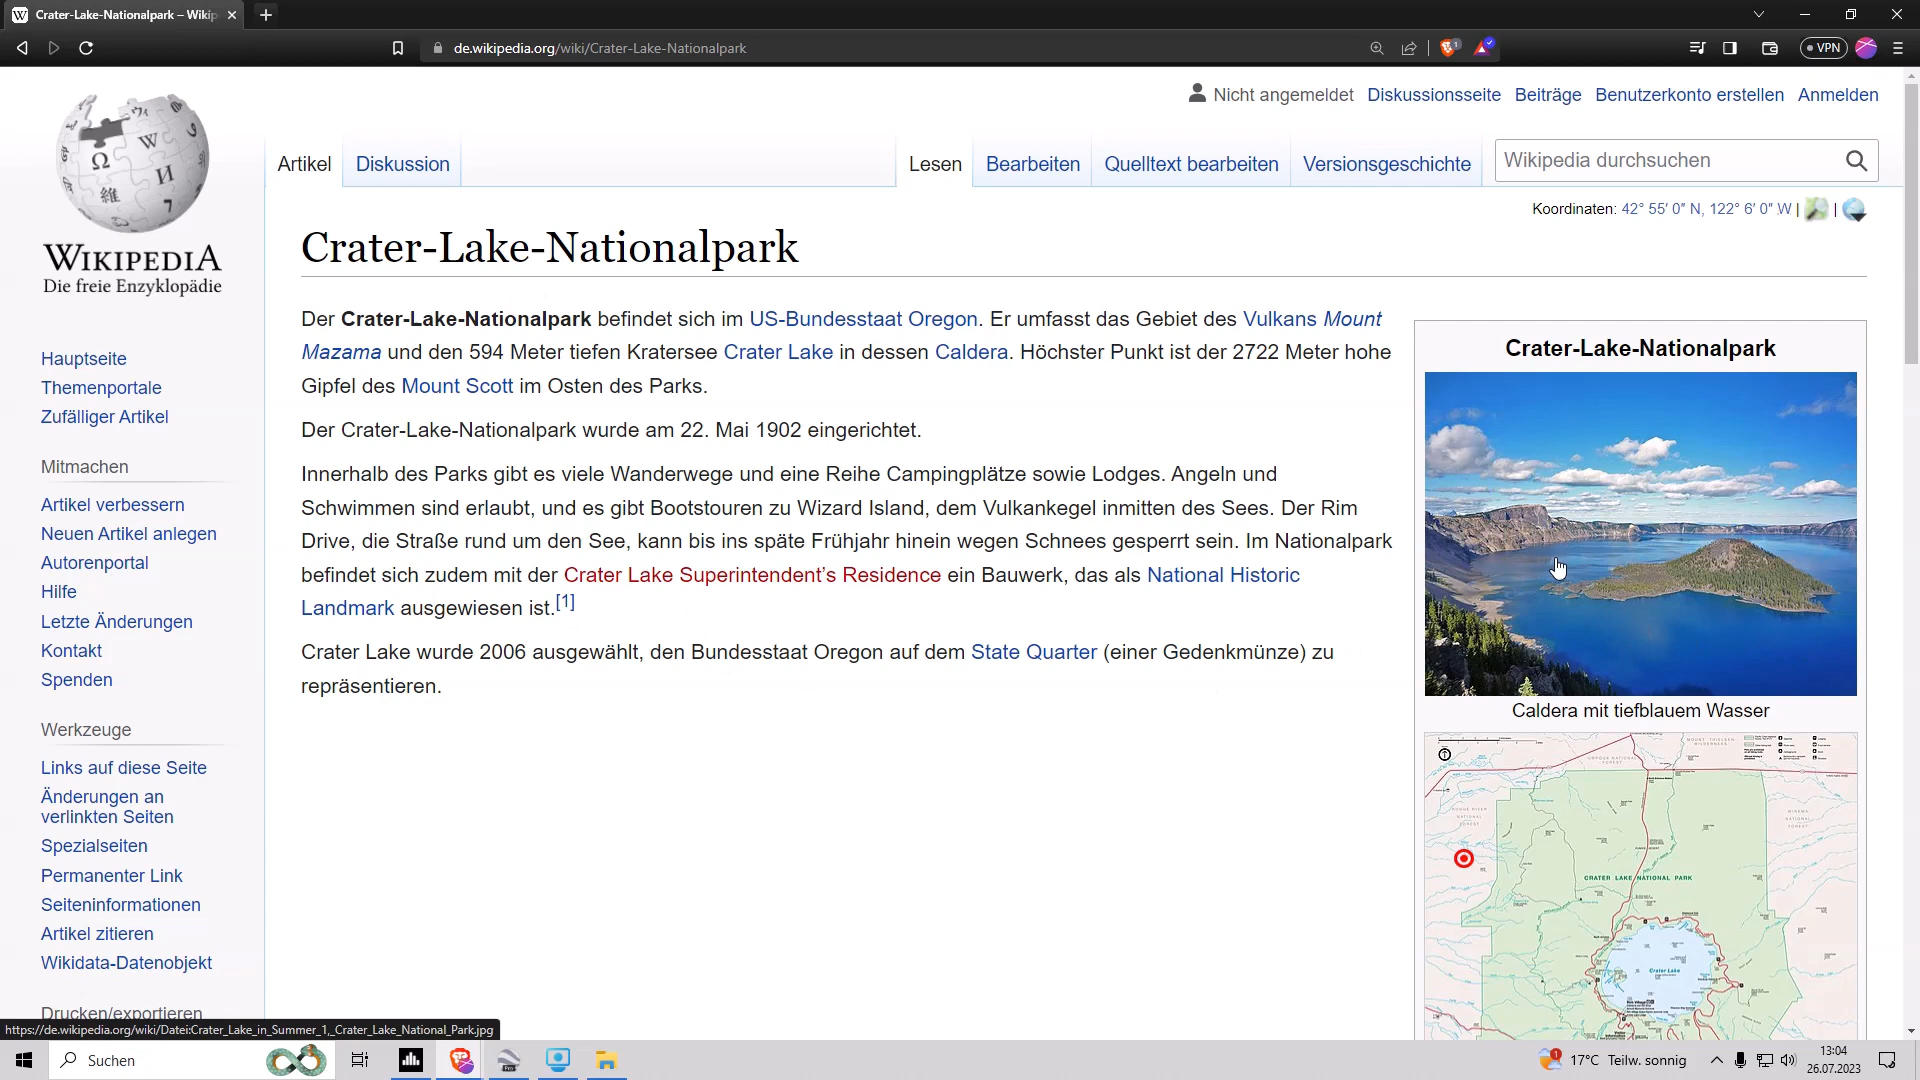 Crater-Lake-Nationalpark – Wikip
de.wikipedia.org/wiki/Crater-Lake-Nationalpark
VPN
Nicht angemeldet Diskussionsseite Beiträge Benutzerkonto erstellen Anmelden
Artikel Diskussion Lesen Bearbeiten Quelltext bearbeiten Versionsgeschichte Wikipedia durchsuchen
Koordinaten: 42° 55′ 0″ N, 122° 6′ 0″ W | |
WIKIPEDIA
Die freie Enzyklopädie
Hauptseite
Themenportale
Zufälliger Artikel
Mitmachen
Artikel verbessern
Neuen Artikel anlegen
Autorenportal
Hilfe
Letzte Änderungen
Kontakt
Spenden
Werkzeuge
Links auf diese Seite
Änderungen an
verlinkten Seiten
Spezialseiten
Permanenter Link
Seiteninformationen
Artikel zitieren
Wikidata-Datenobjekt
Drucken/exportieren
Crater-Lake-Nationalpark
Der Crater-Lake-Nationalpark befindet sich im US-Bundesstaat Oregon. Er umfasst das Gebiet des Vulkans Mount
Mazama und den 594 Meter tiefen Kratersee Crater Lake in dessen Caldera. Höchster Punkt ist der 2722 Meter hohe
Gipfel des Mount Scott im Osten des Parks.
Der Crater-Lake-Nationalpark wurde am 22. Mai 1902 eingerichtet.
Innerhalb des Parks gibt es viele Wanderwege und eine Reihe Campingplätze sowie Lodges. Angeln und
Schwimmen sind erlaubt, und es gibt Bootstouren zu Wizard Island, dem Vulkankegel inmitten des Sees. Der Rim
Drive, die Straße rund um den See, kann bis ins späte Frühjahr hinein wegen Schnees gesperrt sein. Im Nationalpark
befindet sich zudem mit der Crater Lake Superintendent’s Residence ein Bauwerk, das als National Historic
Landmark ausgewiesen ist.[1]
Crater Lake wurde 2006 ausgewählt, den Bundesstaat Oregon auf dem State Quarter (einer Gedenkmünze) zu
repräsentieren.
Crater-Lake-Nationalpark
Caldera mit tiefblauem Wasser
CRATER LAKE NATIONAL PARK
Crater Lake
https://de.wikipedia.org/wiki/Datei:Crater_Lake_in_Summer_1,_Crater_Lake_National_Park.jpg
Suchen
17°C Teilw. sonnig
13:04
26.07.2023